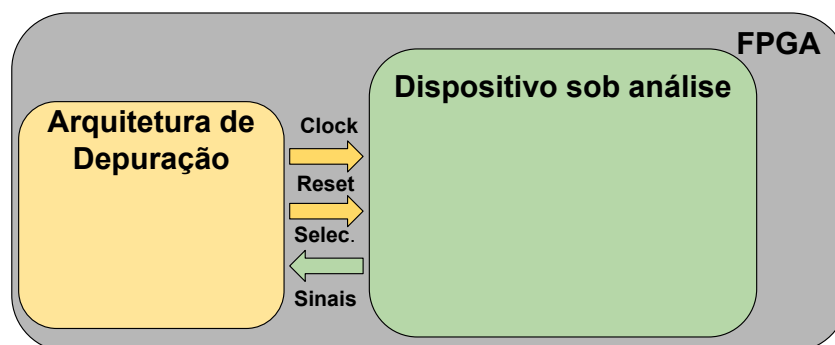 FPGA
Dispositivo sob análise
Arquitetura de
Depuração
Clock
Reset
Selec.
Sinais